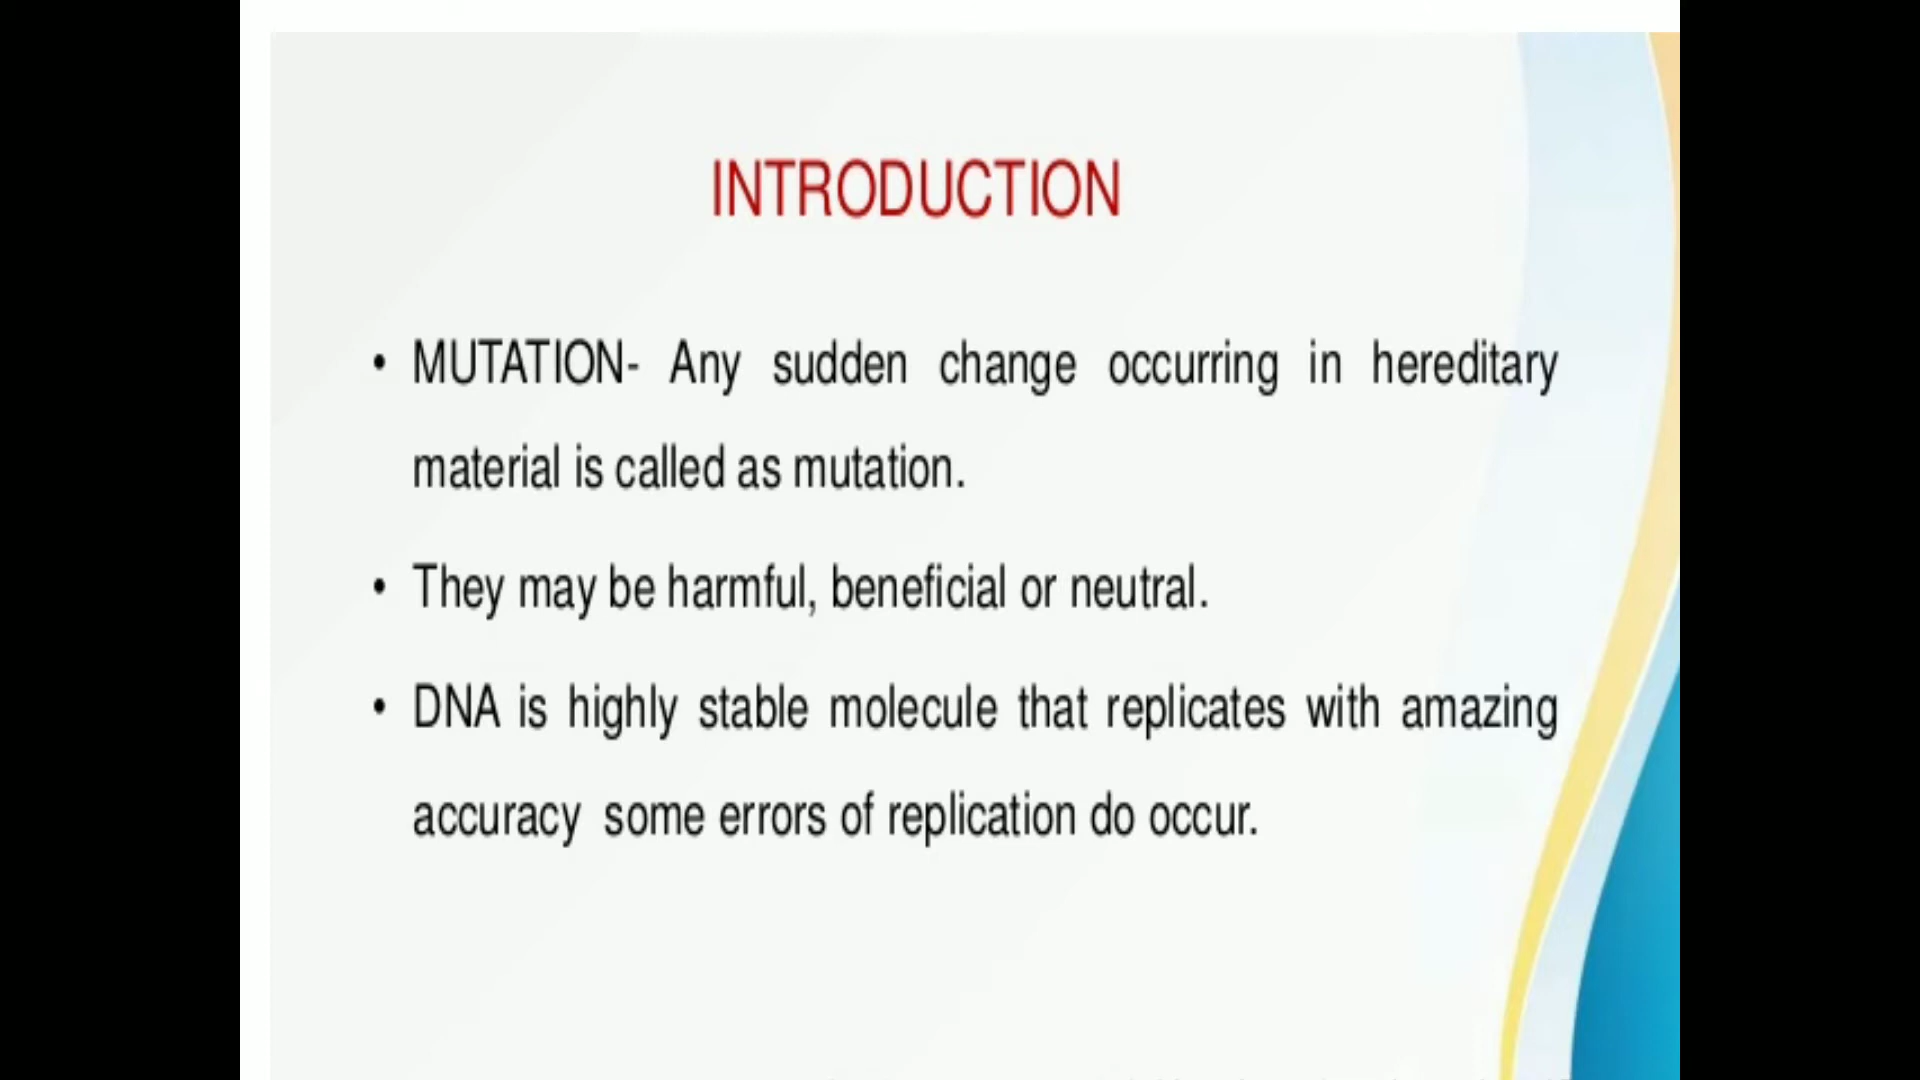 INTRODUCTION
• MUTATION- Any sudden change occurring in hereditary
material is called as mutation.
• They may be harmful, beneficial or neutral.
• DNA is highly stable molecule that replicates with amazing
accuracy some errors of replication do occur.